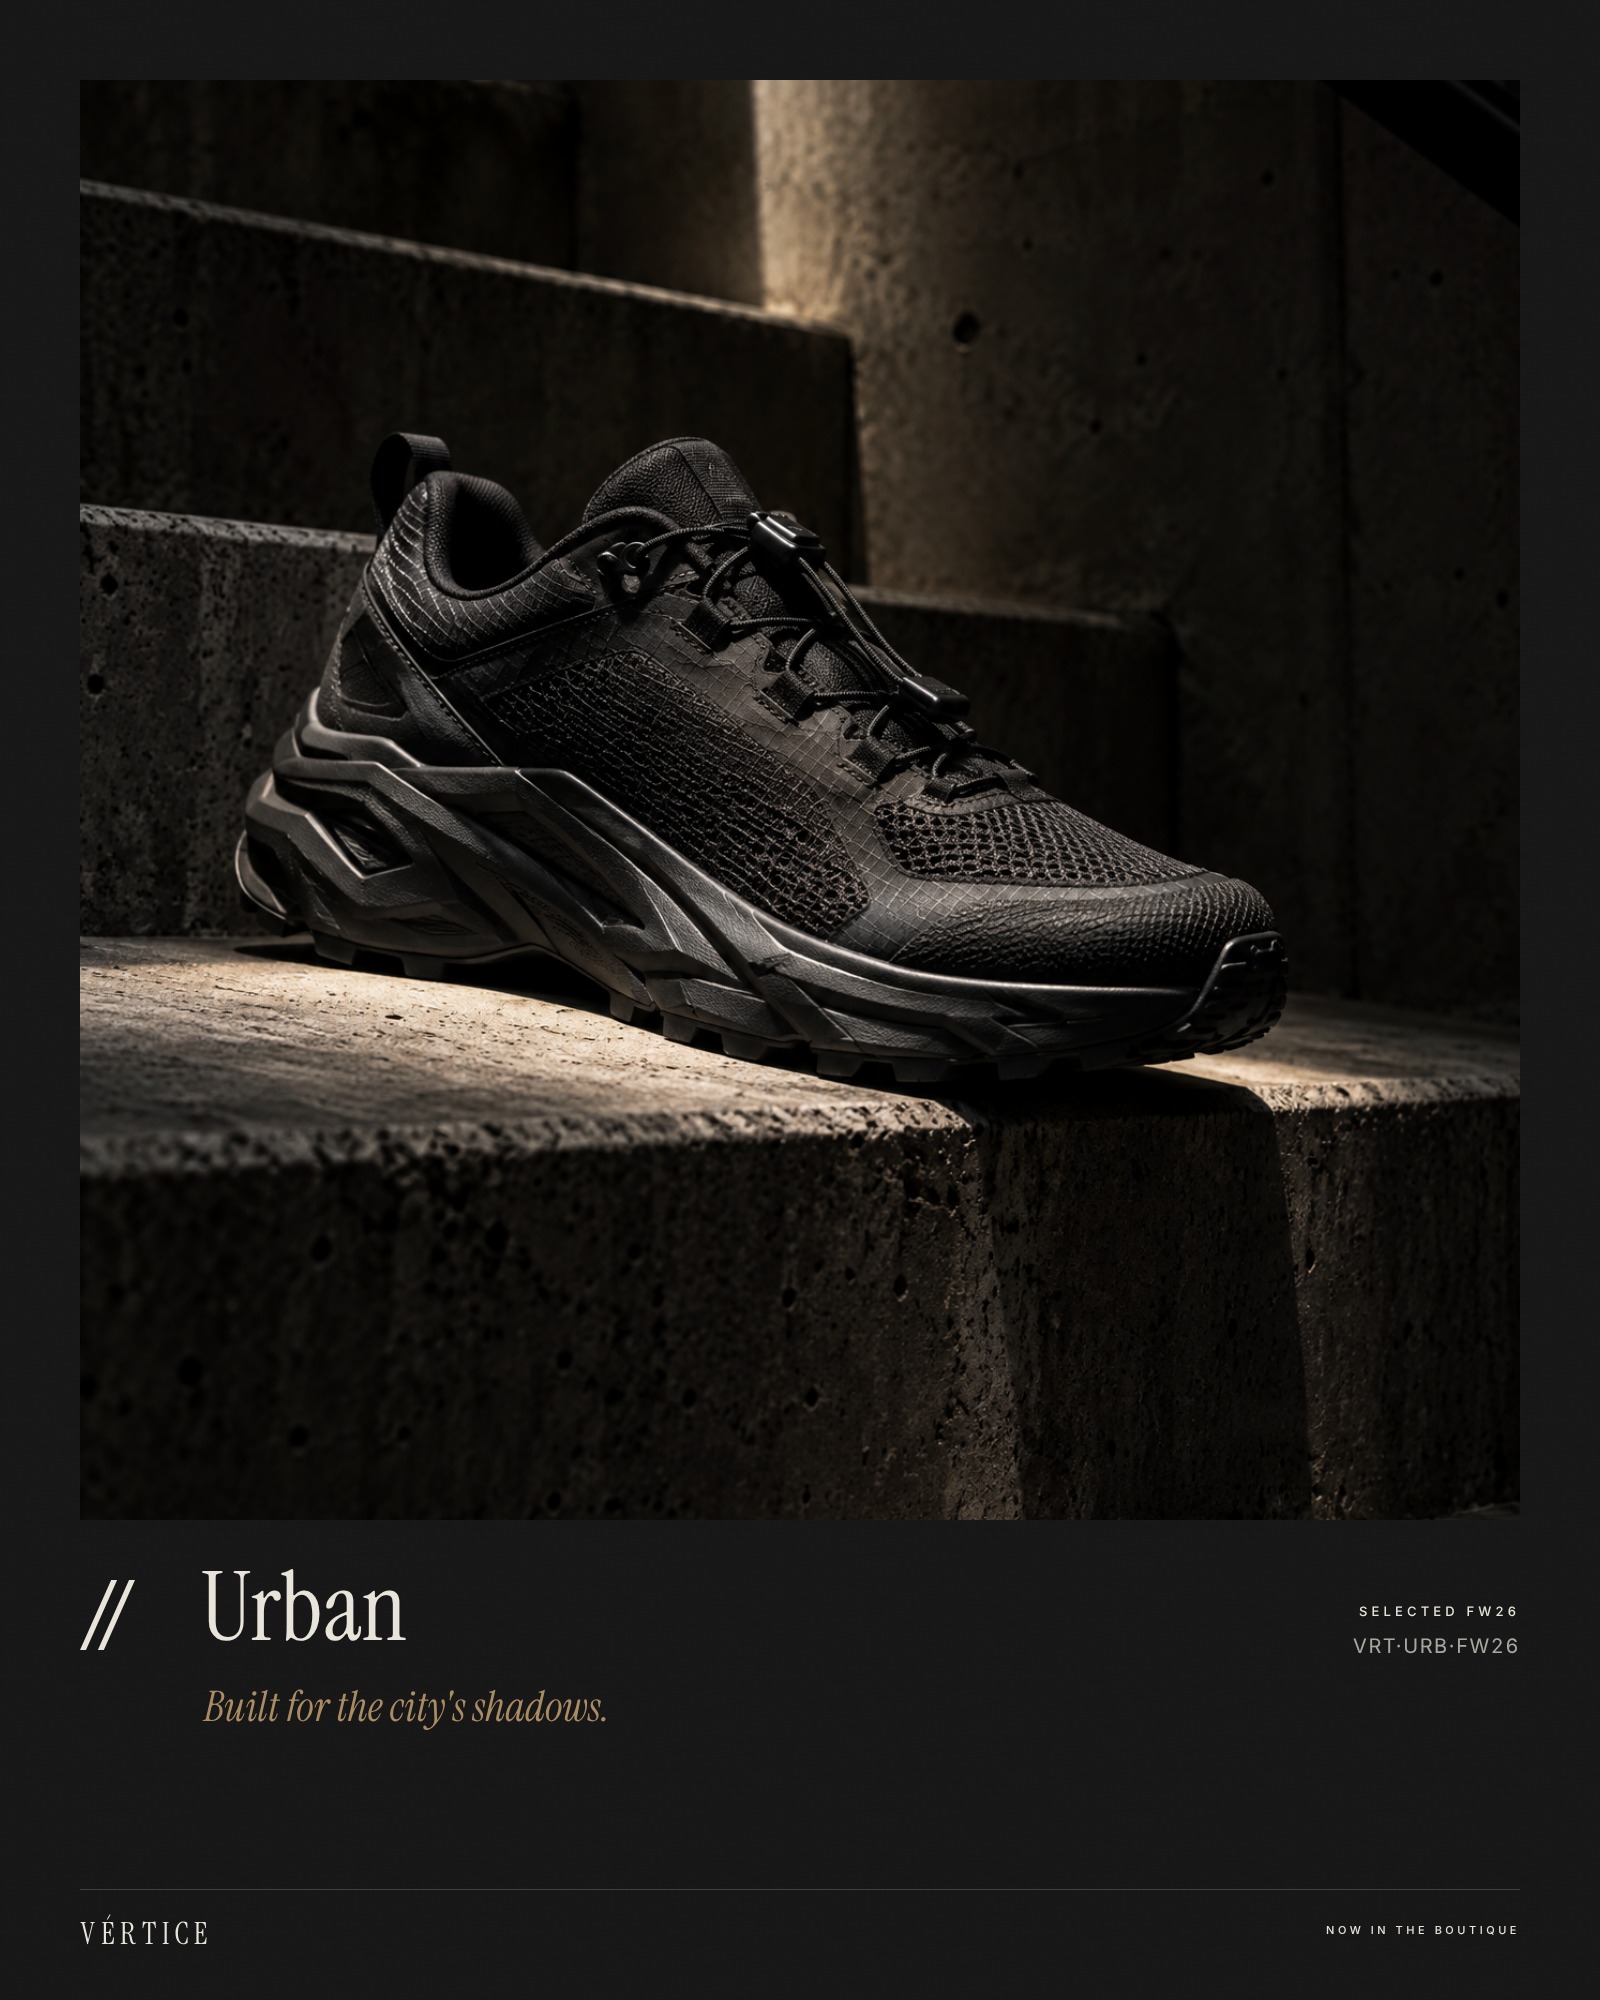 // Urban
SELECTED FW26
VRT·URB·FW26
Built for the city's shadows.
VÉRTICE
NOW IN THE BOUTIQUE